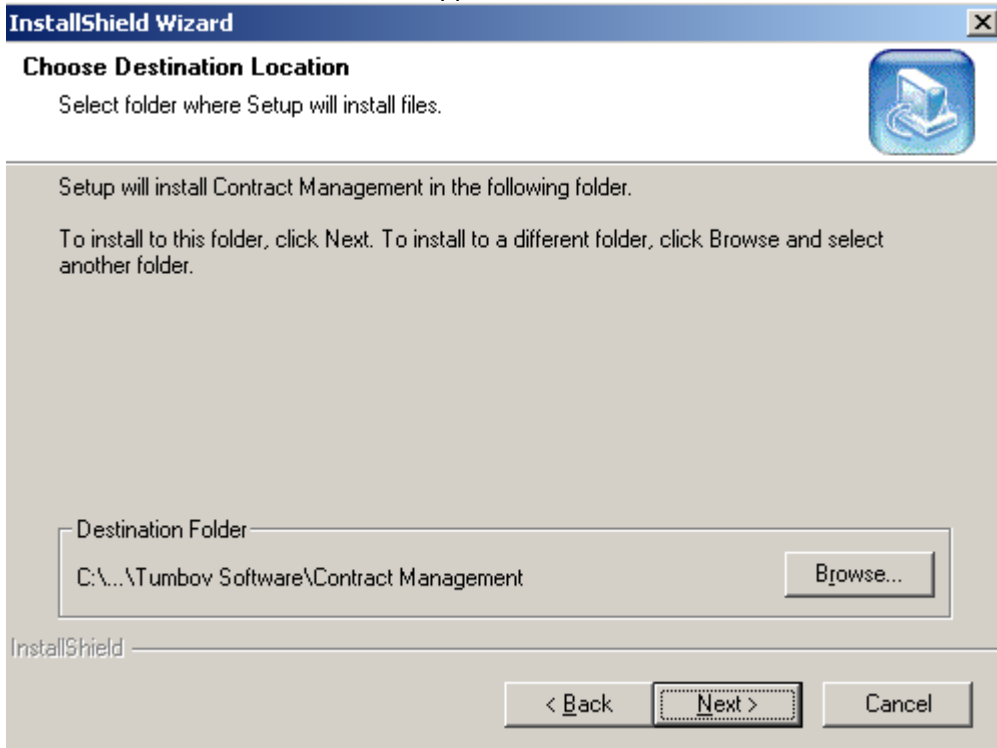 InstallShield Wizard
Choose Destination Location
Select folder where Setup will install files.
Setup will install Contract Management in the following folder.
To install to this folder, click Next. To install to a different folder, click Browse and select
another folder.
Destination Folder
C:\...\Tumbov Software\Contract Management
Browse...
InstallShield
< Back
Next >
Cancel